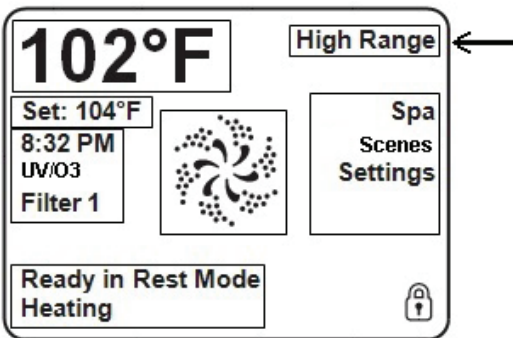 102°F
High Range
Set: 104°F
8:32 PM
UV/O3
Filter 1
Spa
Scenes
Settings
Ready in Rest Mode
Heating